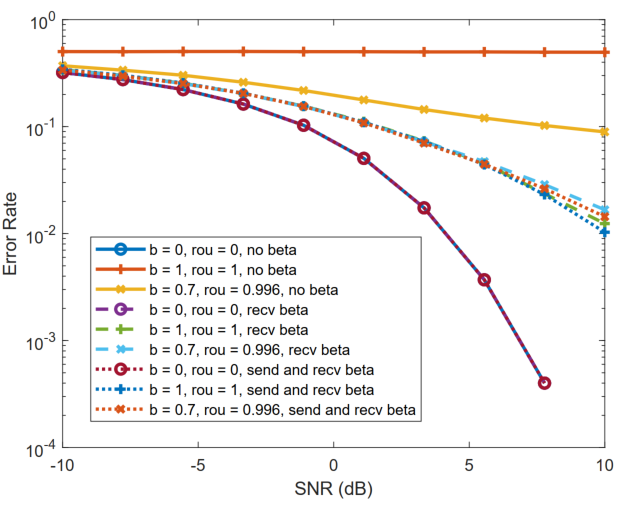 10^0
10^-1
10^-2
10^-3
10^-4
Error Rate
b = 0, rou = 0, no beta
b = 1, rou = 1, no beta
b = 0.7, rou = 0.996, no beta
b = 0, rou = 0, recv beta
b = 1, rou = 1, recv beta
b = 0.7, rou = 0.996, recv beta
b = 0, rou = 0, send and recv beta
b = 1, rou = 1, send and recv beta
b = 0.7, rou = 0.996, send and recv beta
-10 -5 0 5 10
SNR (dB)